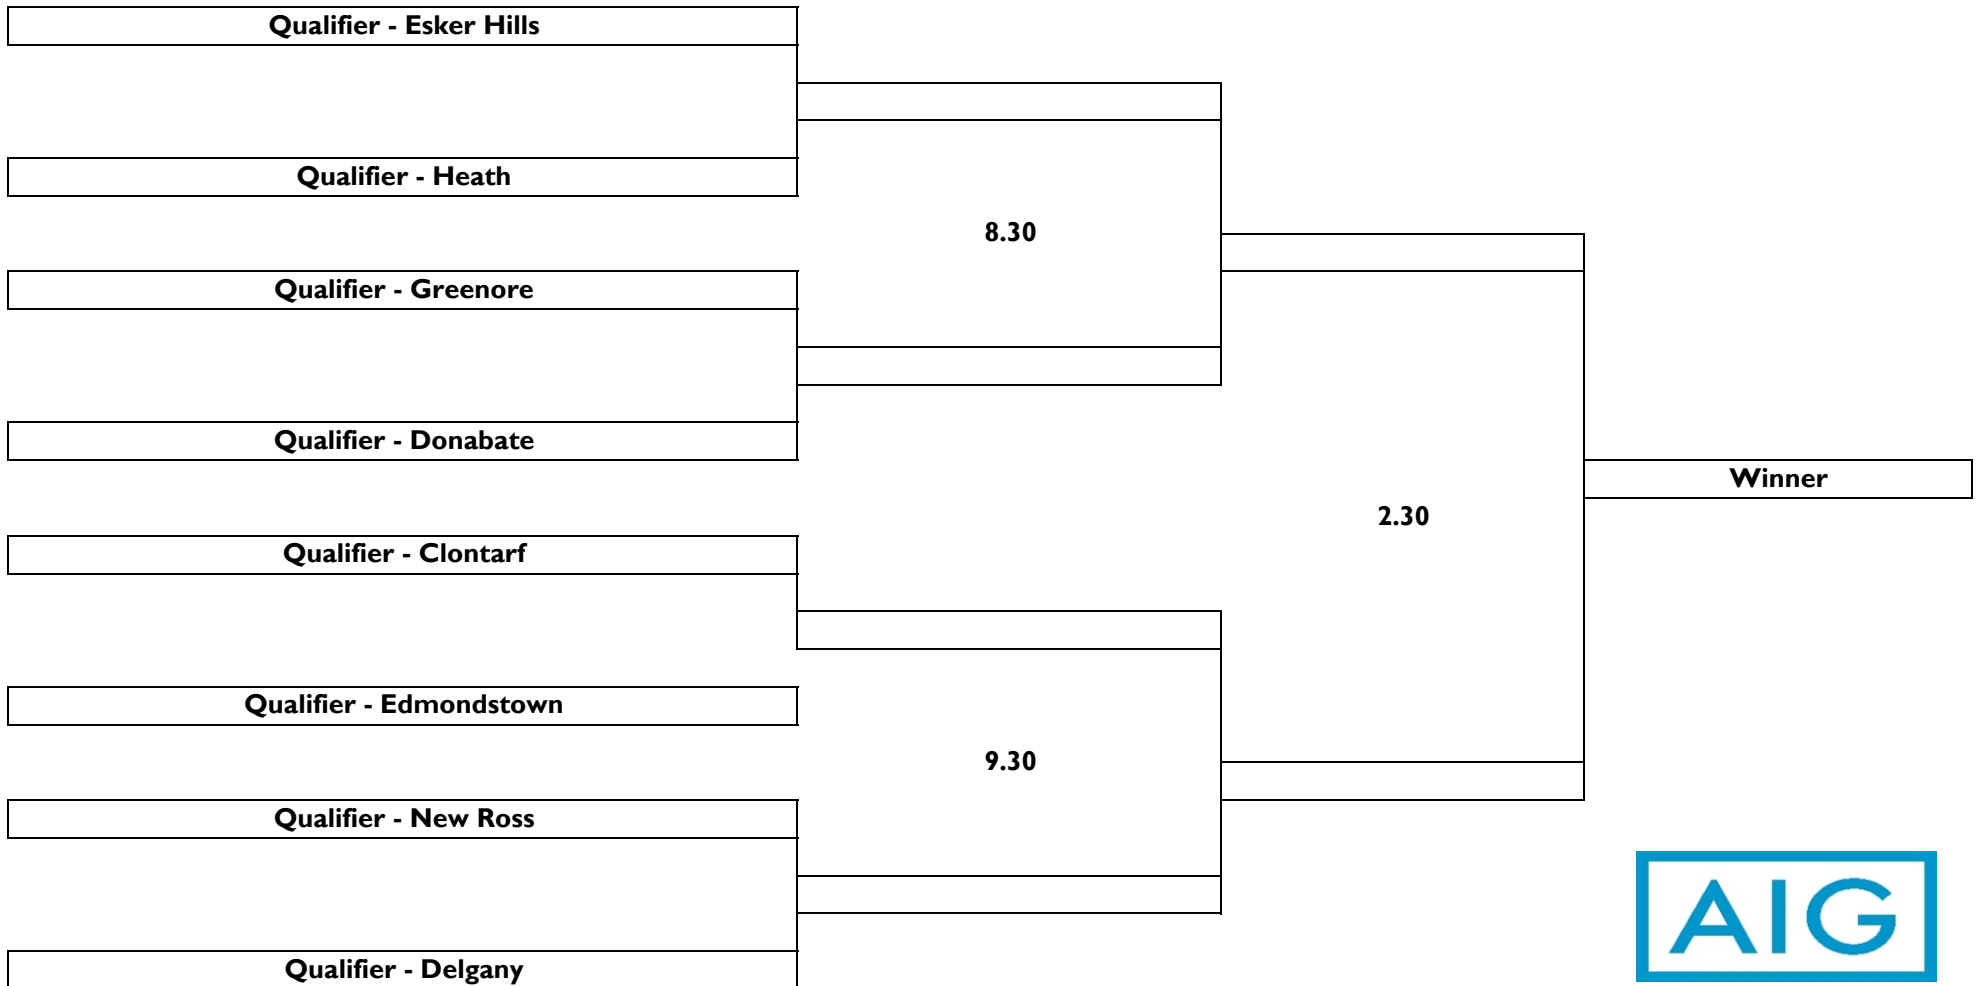 Qualifier - Esker Hills
Qualifier - Heath
8.30
Qualifier - Greenore
Qualifier - Donabate
Winner
2.30
Qualifier - Clontarf
Qualifier - Edmondstown
9.30
Qualifier - New Ross
AIG
Qualifier - Delgany